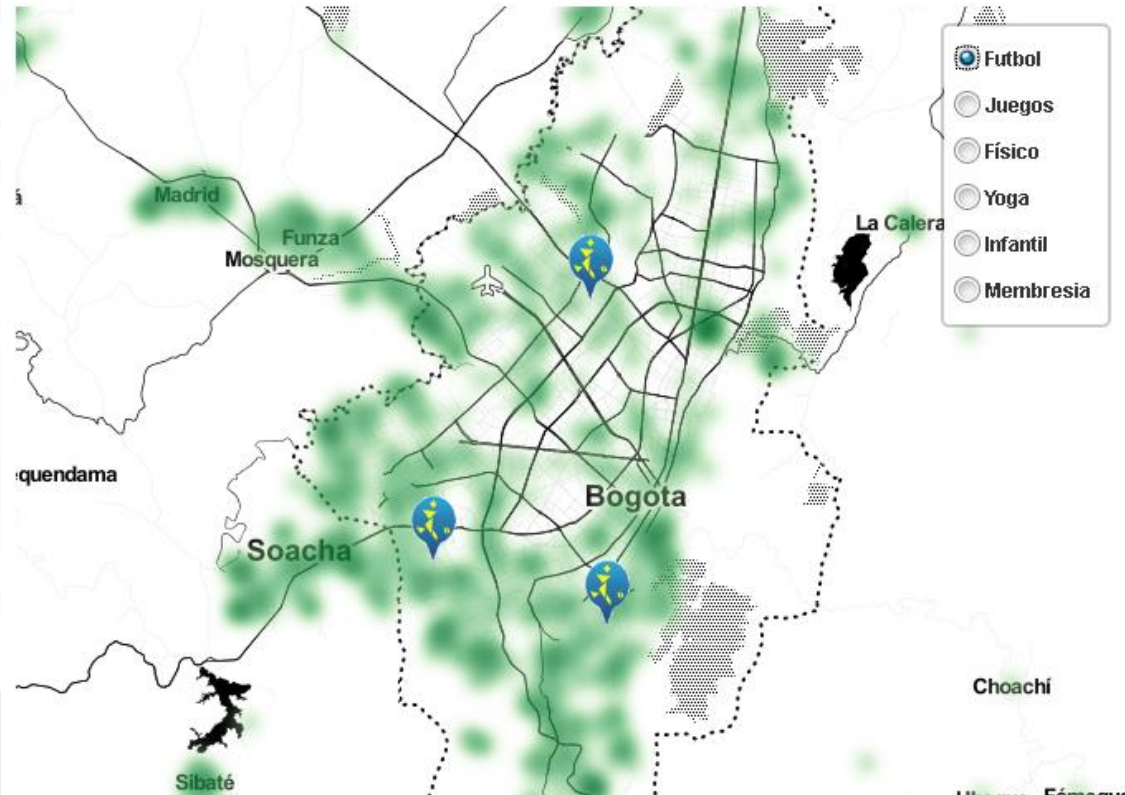 Futbol
Juegos
Físico
Madrid
Yoga
La Calera
Funza
Infantil
Mosquera
Membresia
equendama
Bogota
Soacha
Choachí
Sibaté